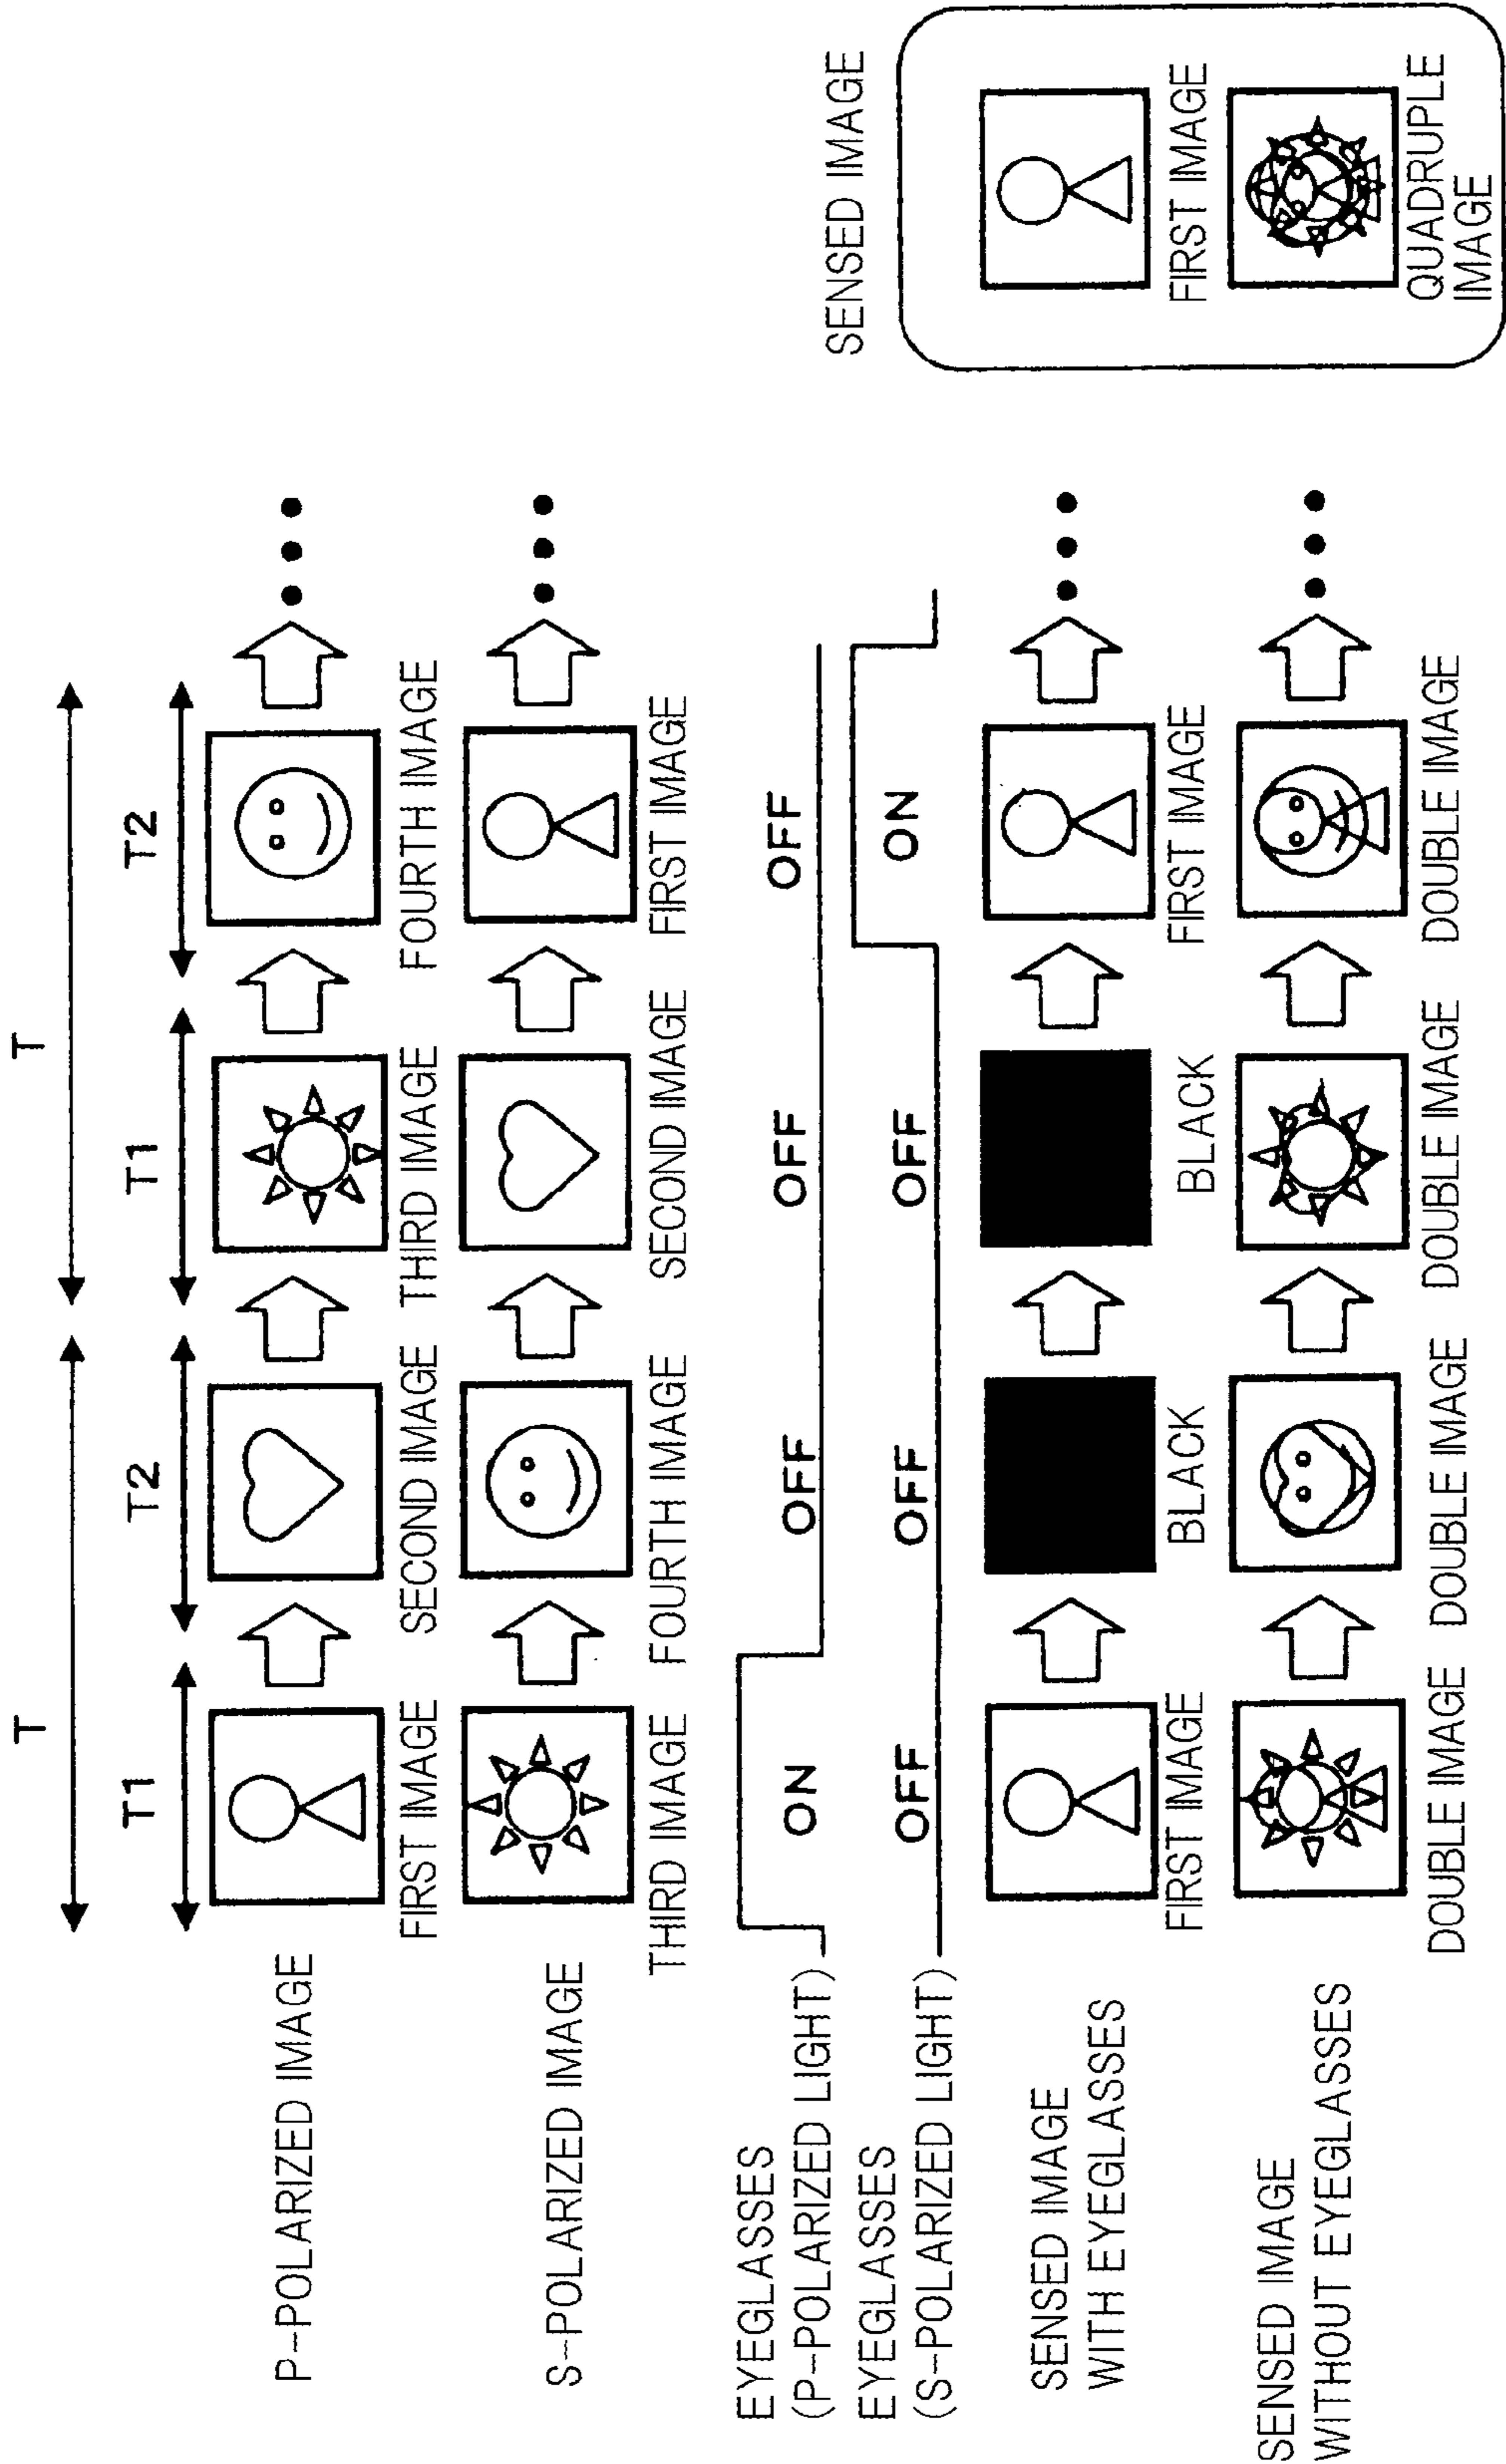 T
T
T1
T2
T1
T2
P-POLARIZED IMAGE
FIRST IMAGE
SECOND IMAGE
THIRD IMAGE
FOURTH IMAGE
S-POLARIZED IMAGE
THIRD IMAGE
FOURTH IMAGE
SECOND IMAGE
FIRST IMAGE
EYEGLASSES
(P-POLARIZED LIGHT)
ON
OFF
OFF
OFF
EYEGLASSES
(S-POLARIZED LIGHT)
OFF
OFF
OFF
ON
SENSED IMAGE
WITH EYEGLASSES
FIRST IMAGE
BLACK
BLACK
FIRST IMAGE
SENSED IMAGE
WITHOUT EYEGLASSES
DOUBLE IMAGE
DOUBLE IMAGE
DOUBLE IMAGE
DOUBLE IMAGE
SENSED IMAGE
FIRST IMAGE
QUADRUPLE
IMAGE